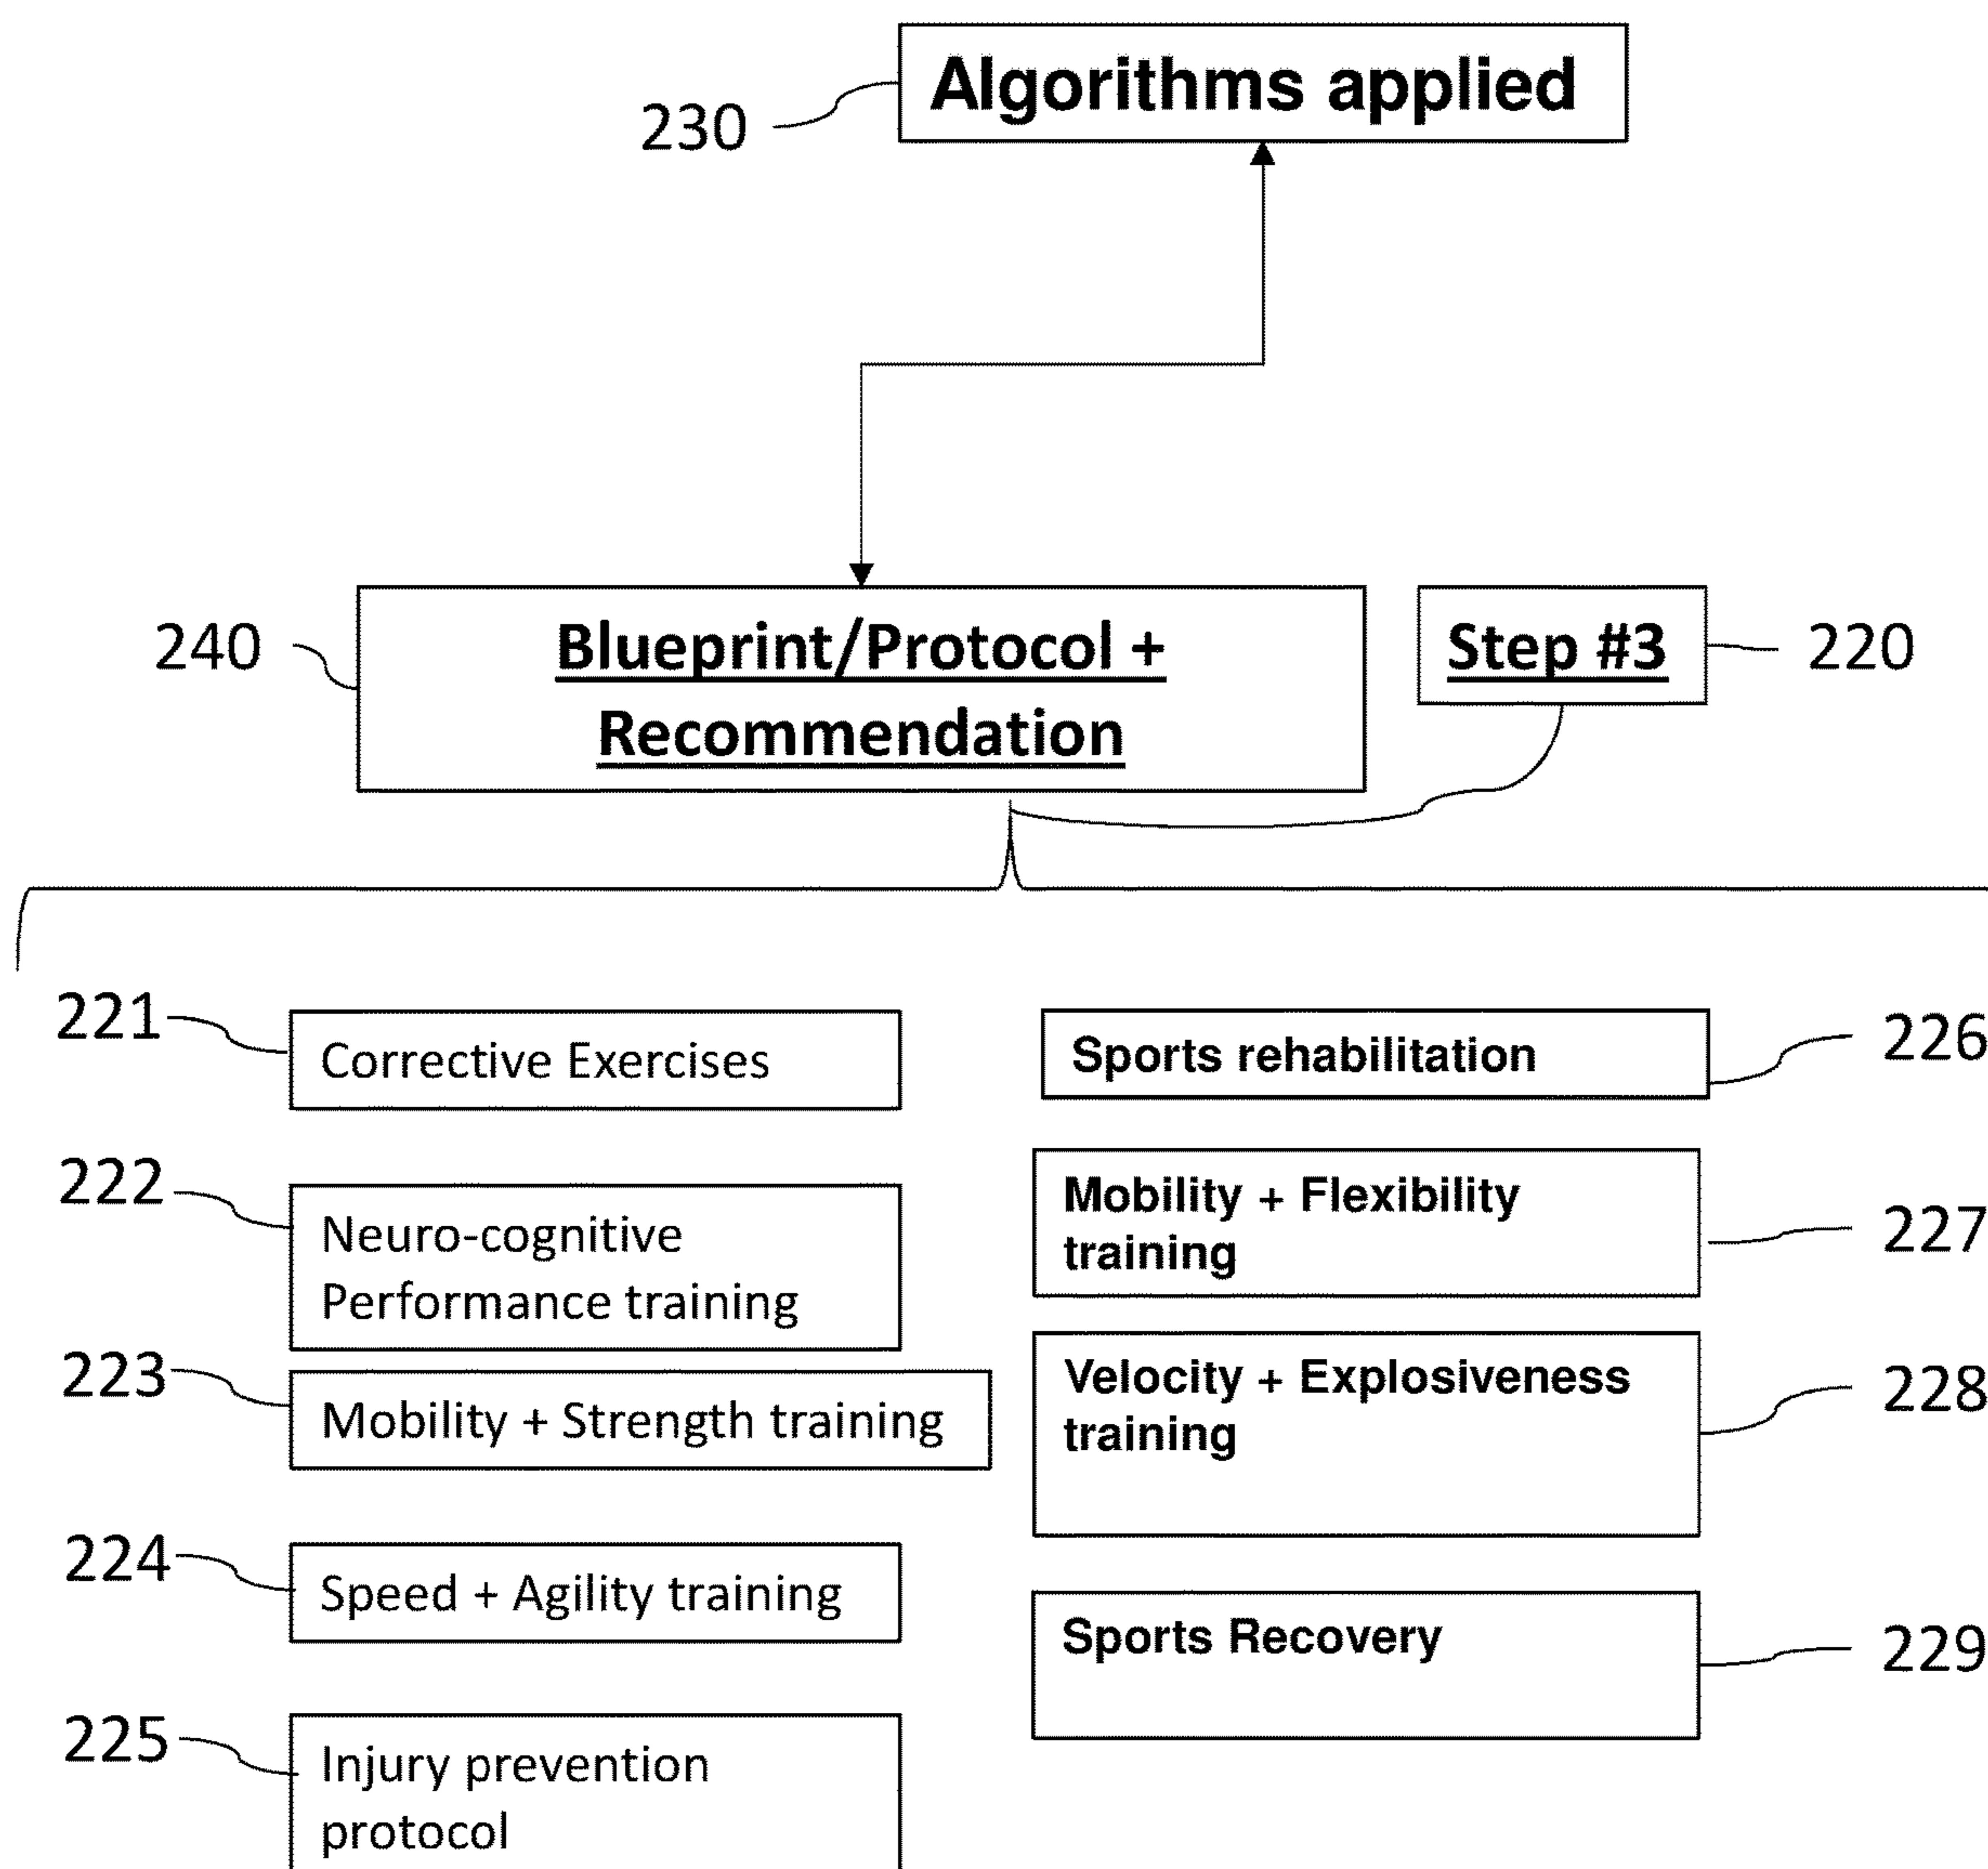 230
Algorithms applied
240
Blueprint/Protocol +
Recommendation
Step #3
220
221
Corrective Exercises
222
Neuro-cognitive
Performance training
223
Mobility + Strength training
224
Speed + Agility training
225
Injury prevention
protocol
Sports rehabilitation
226
Mobility + Flexibility
training
227
Velocity + Explosiveness
training
228
Sports Recovery
229